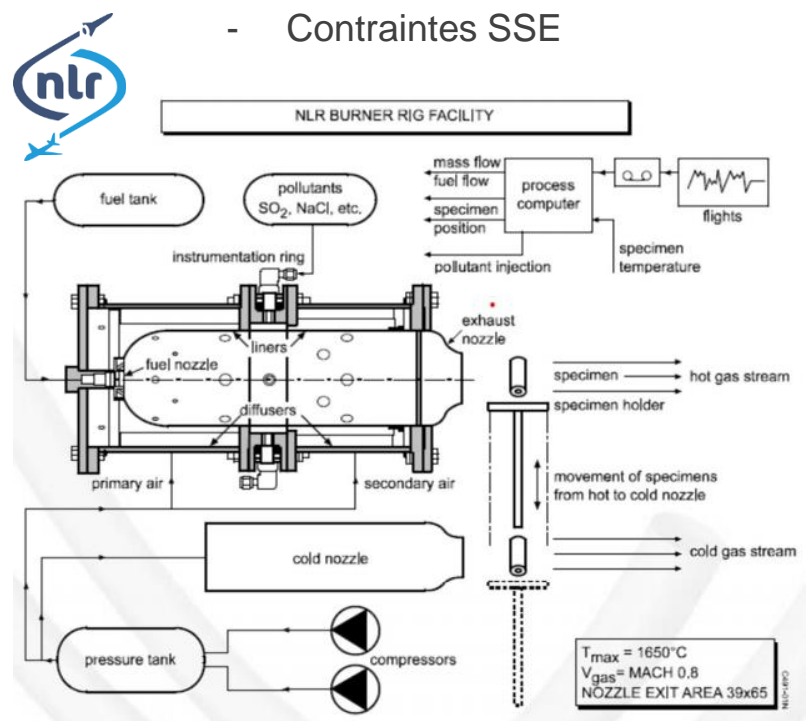 - Contraintes SSE
nlr
NLR BURNER RIG FACILITY
fuel tank
pollutants
SO2, NaCl, etc.
mass flow
fuel flow
specimen
position
pollutant injection
process
computer
flights
specimen
temperature
instrumentation ring
liners
fuel nozzle
diffusers
exhaust
nozzle
specimen
hot gas stream
specimen holder
primary air
secondary air
movement of specimens
from hot to cold nozzle
cold nozzle
cold gas stream
pressure tank
compressors
Tmax = 1650°C
Vgas= MACH 0.8
NOZZLE EXIT AREA 39x65
C491-01N